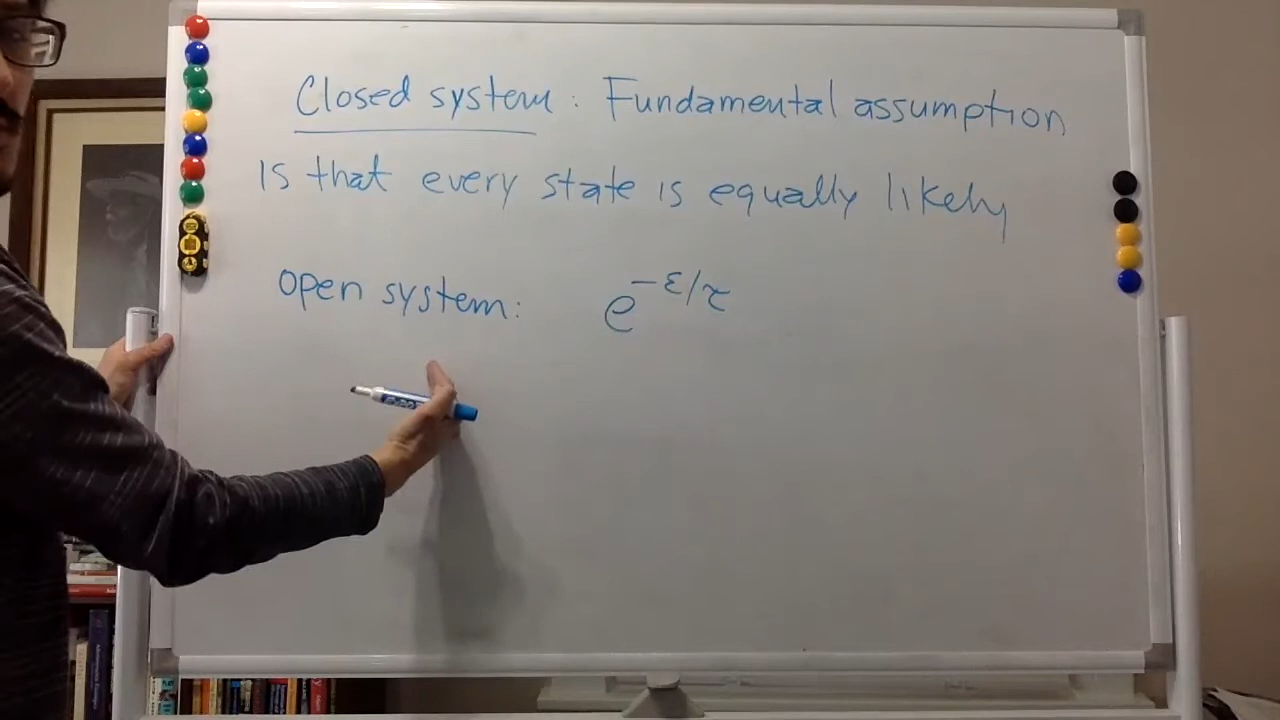 Closed system: Fundamental assumption
is that every state is equally likely
open system: e^{-ε/τ}